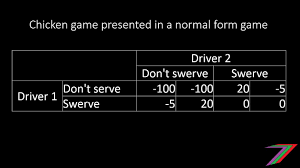 Chicken game presented in a normal form game
Driver 2
Don't swerve Swerve
Driver 1 Don't serve -100 -100 20 -5
Swerve -5 20 0 0